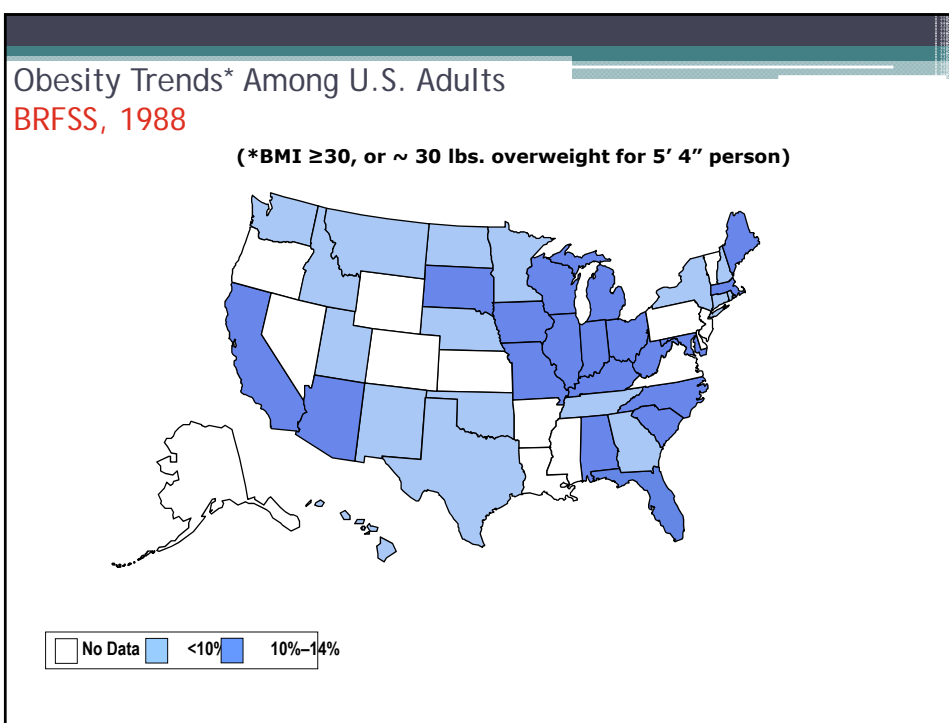 Obesity Trends* Among U.S. Adults
BRFSS, 1988
(*BMI ≥30, or ~ 30 lbs. overweight for 5’ 4” person)
No Data <10% 10%–14%